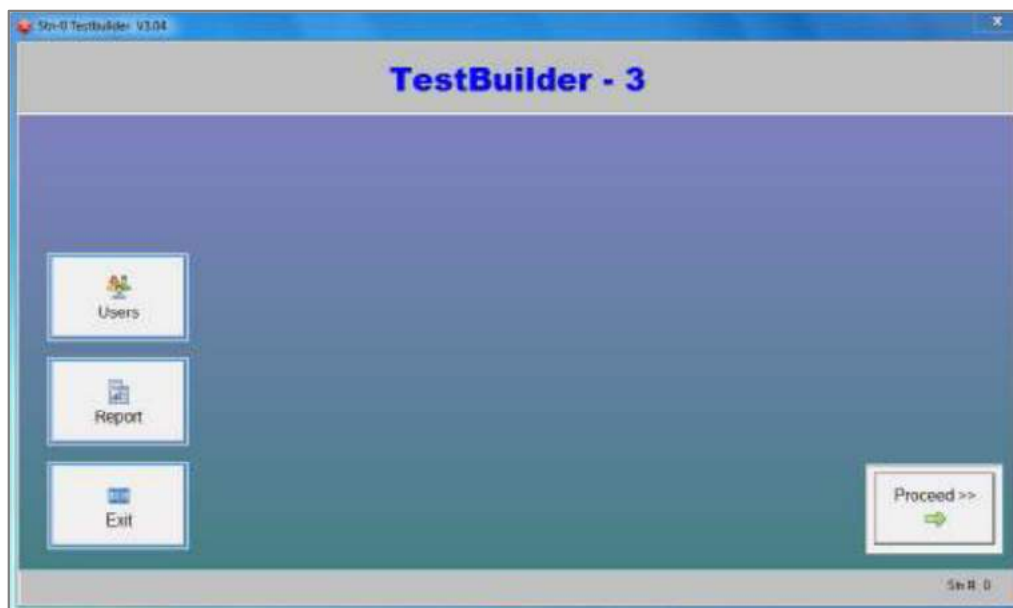 Stn-0 Testbuilder V3.04
x
TestBuilder - 3
Users
Report
Exit
Proceed >>
Stn #: 0